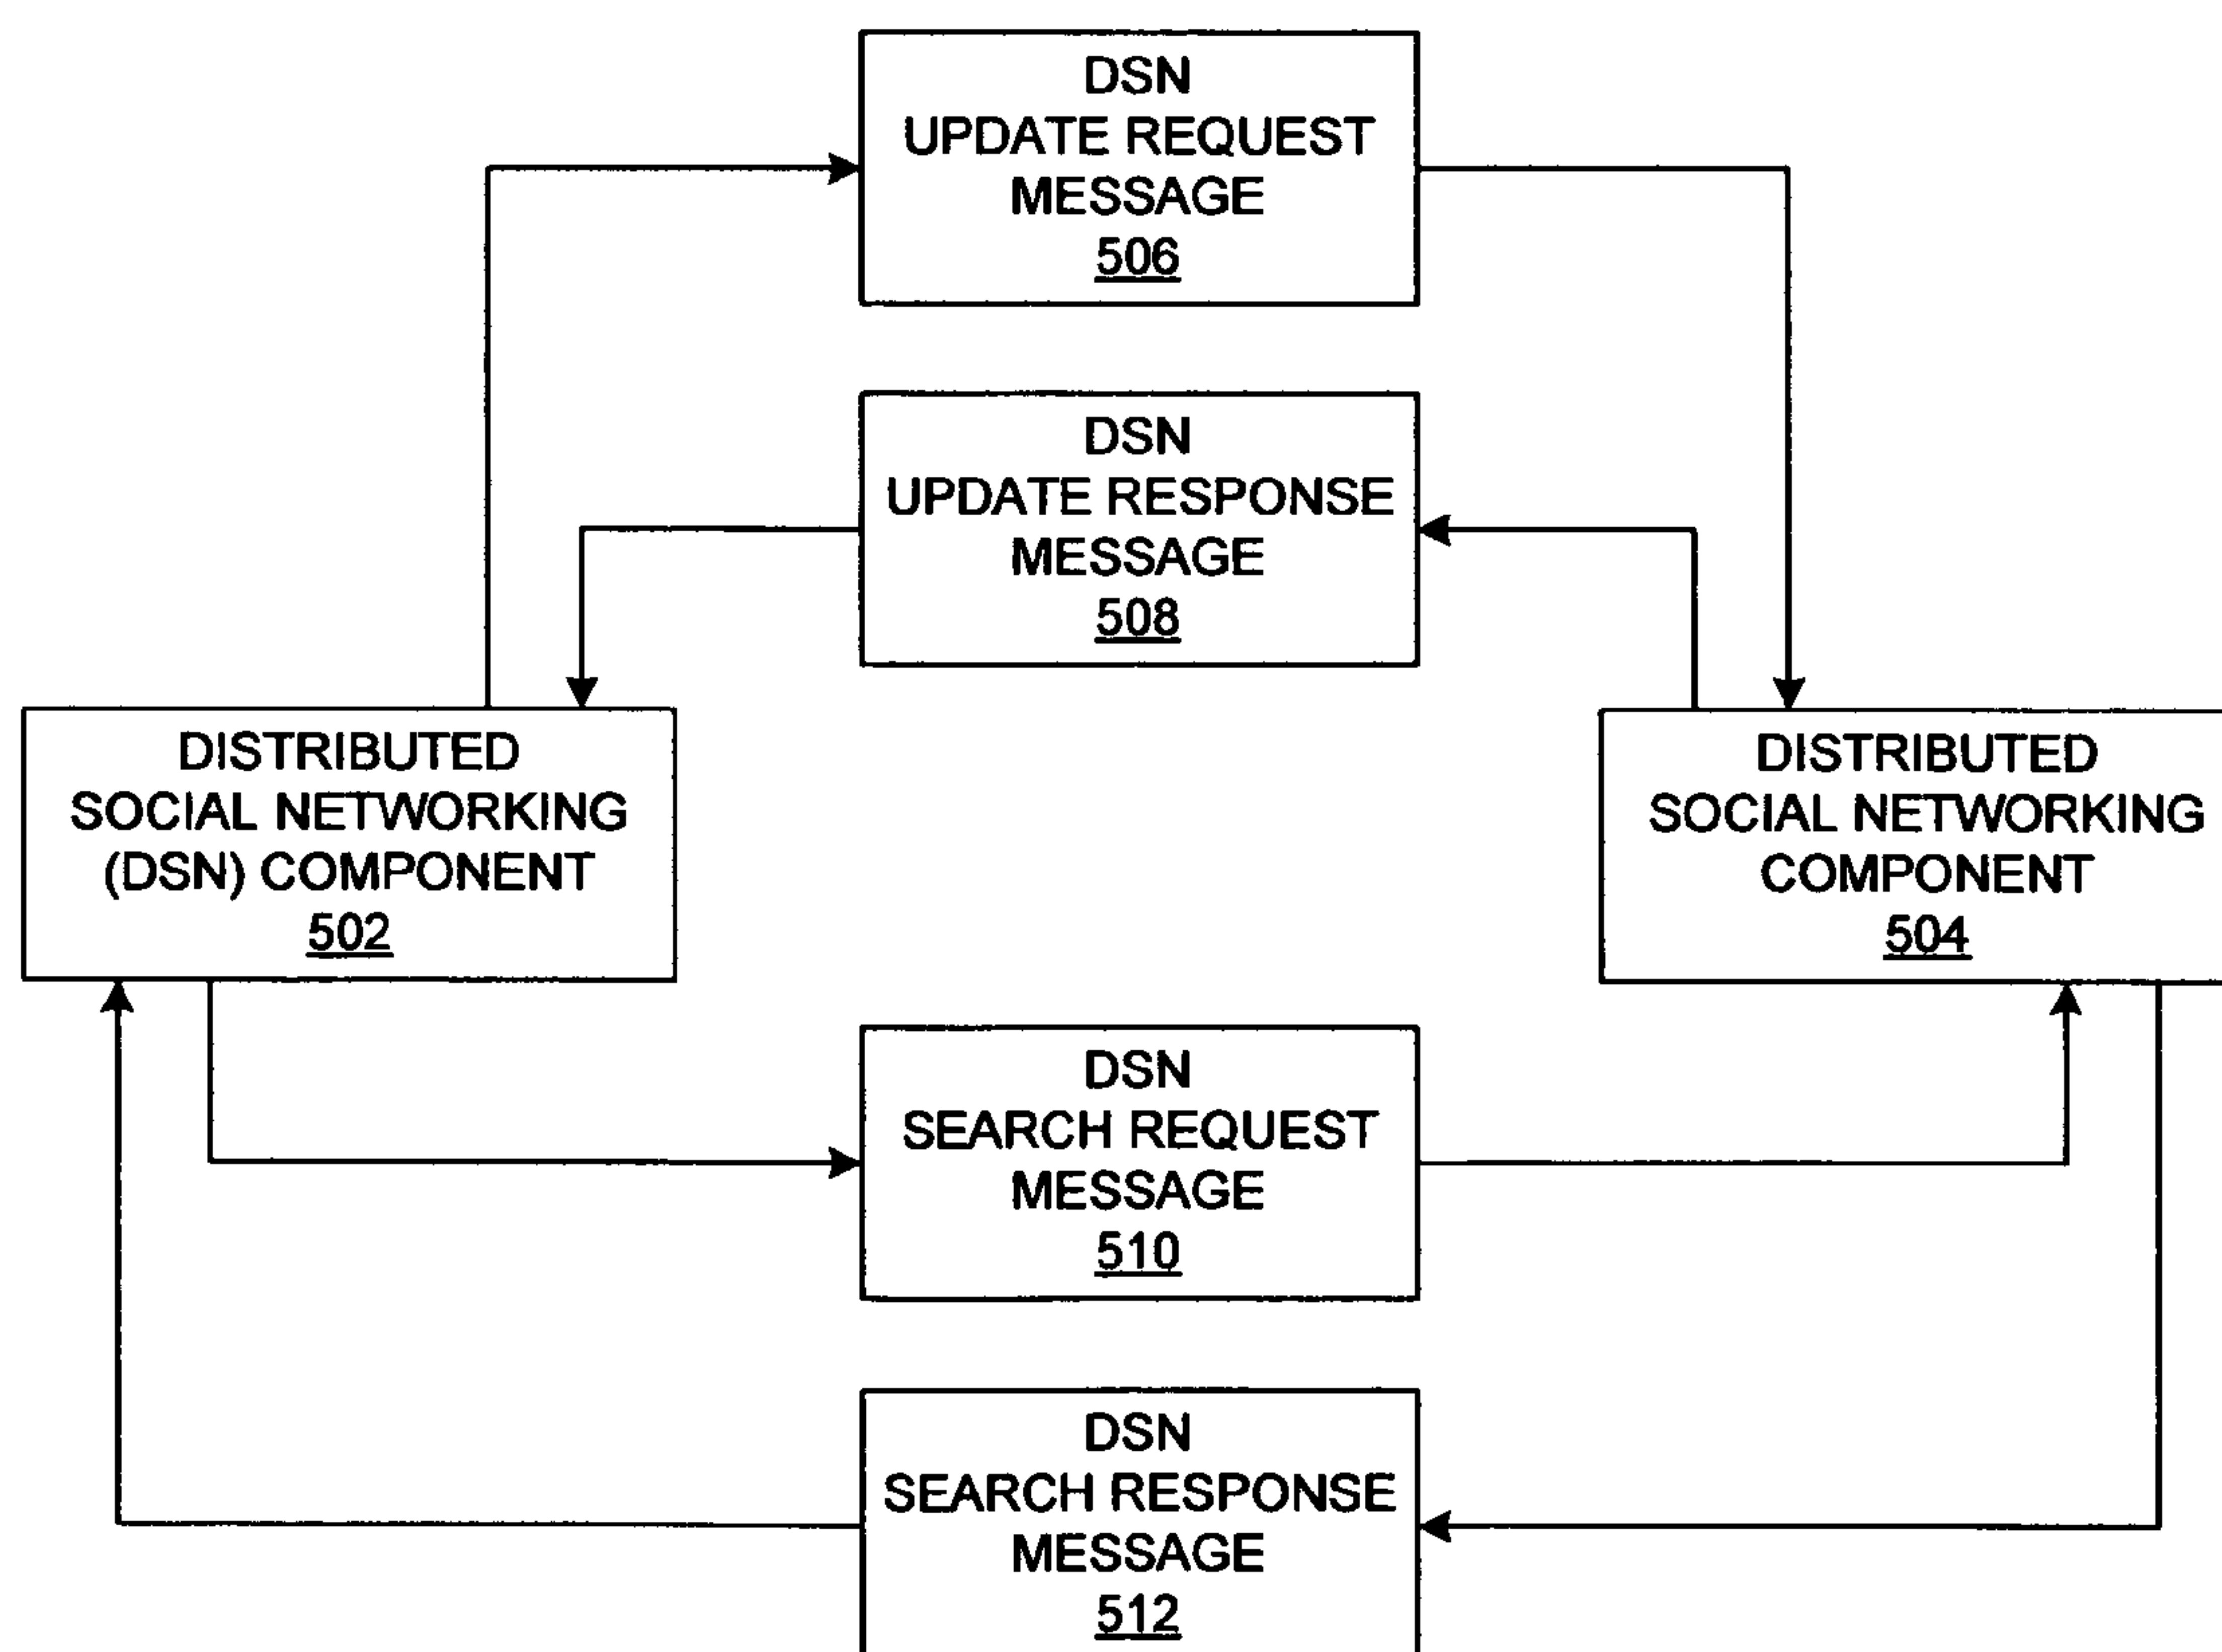 DSN
UPDATE REQUEST
MESSAGE
506
DSN
UPDATE RESPONSE
MESSAGE
508
DISTRIBUTED
SOCIAL NETWORKING
(DSN) COMPONENT
502
DISTRIBUTED
SOCIAL NETWORKING
COMPONENT
504
DSN
SEARCH REQUEST
MESSAGE
510
DSN
SEARCH RESPONSE
MESSAGE
512